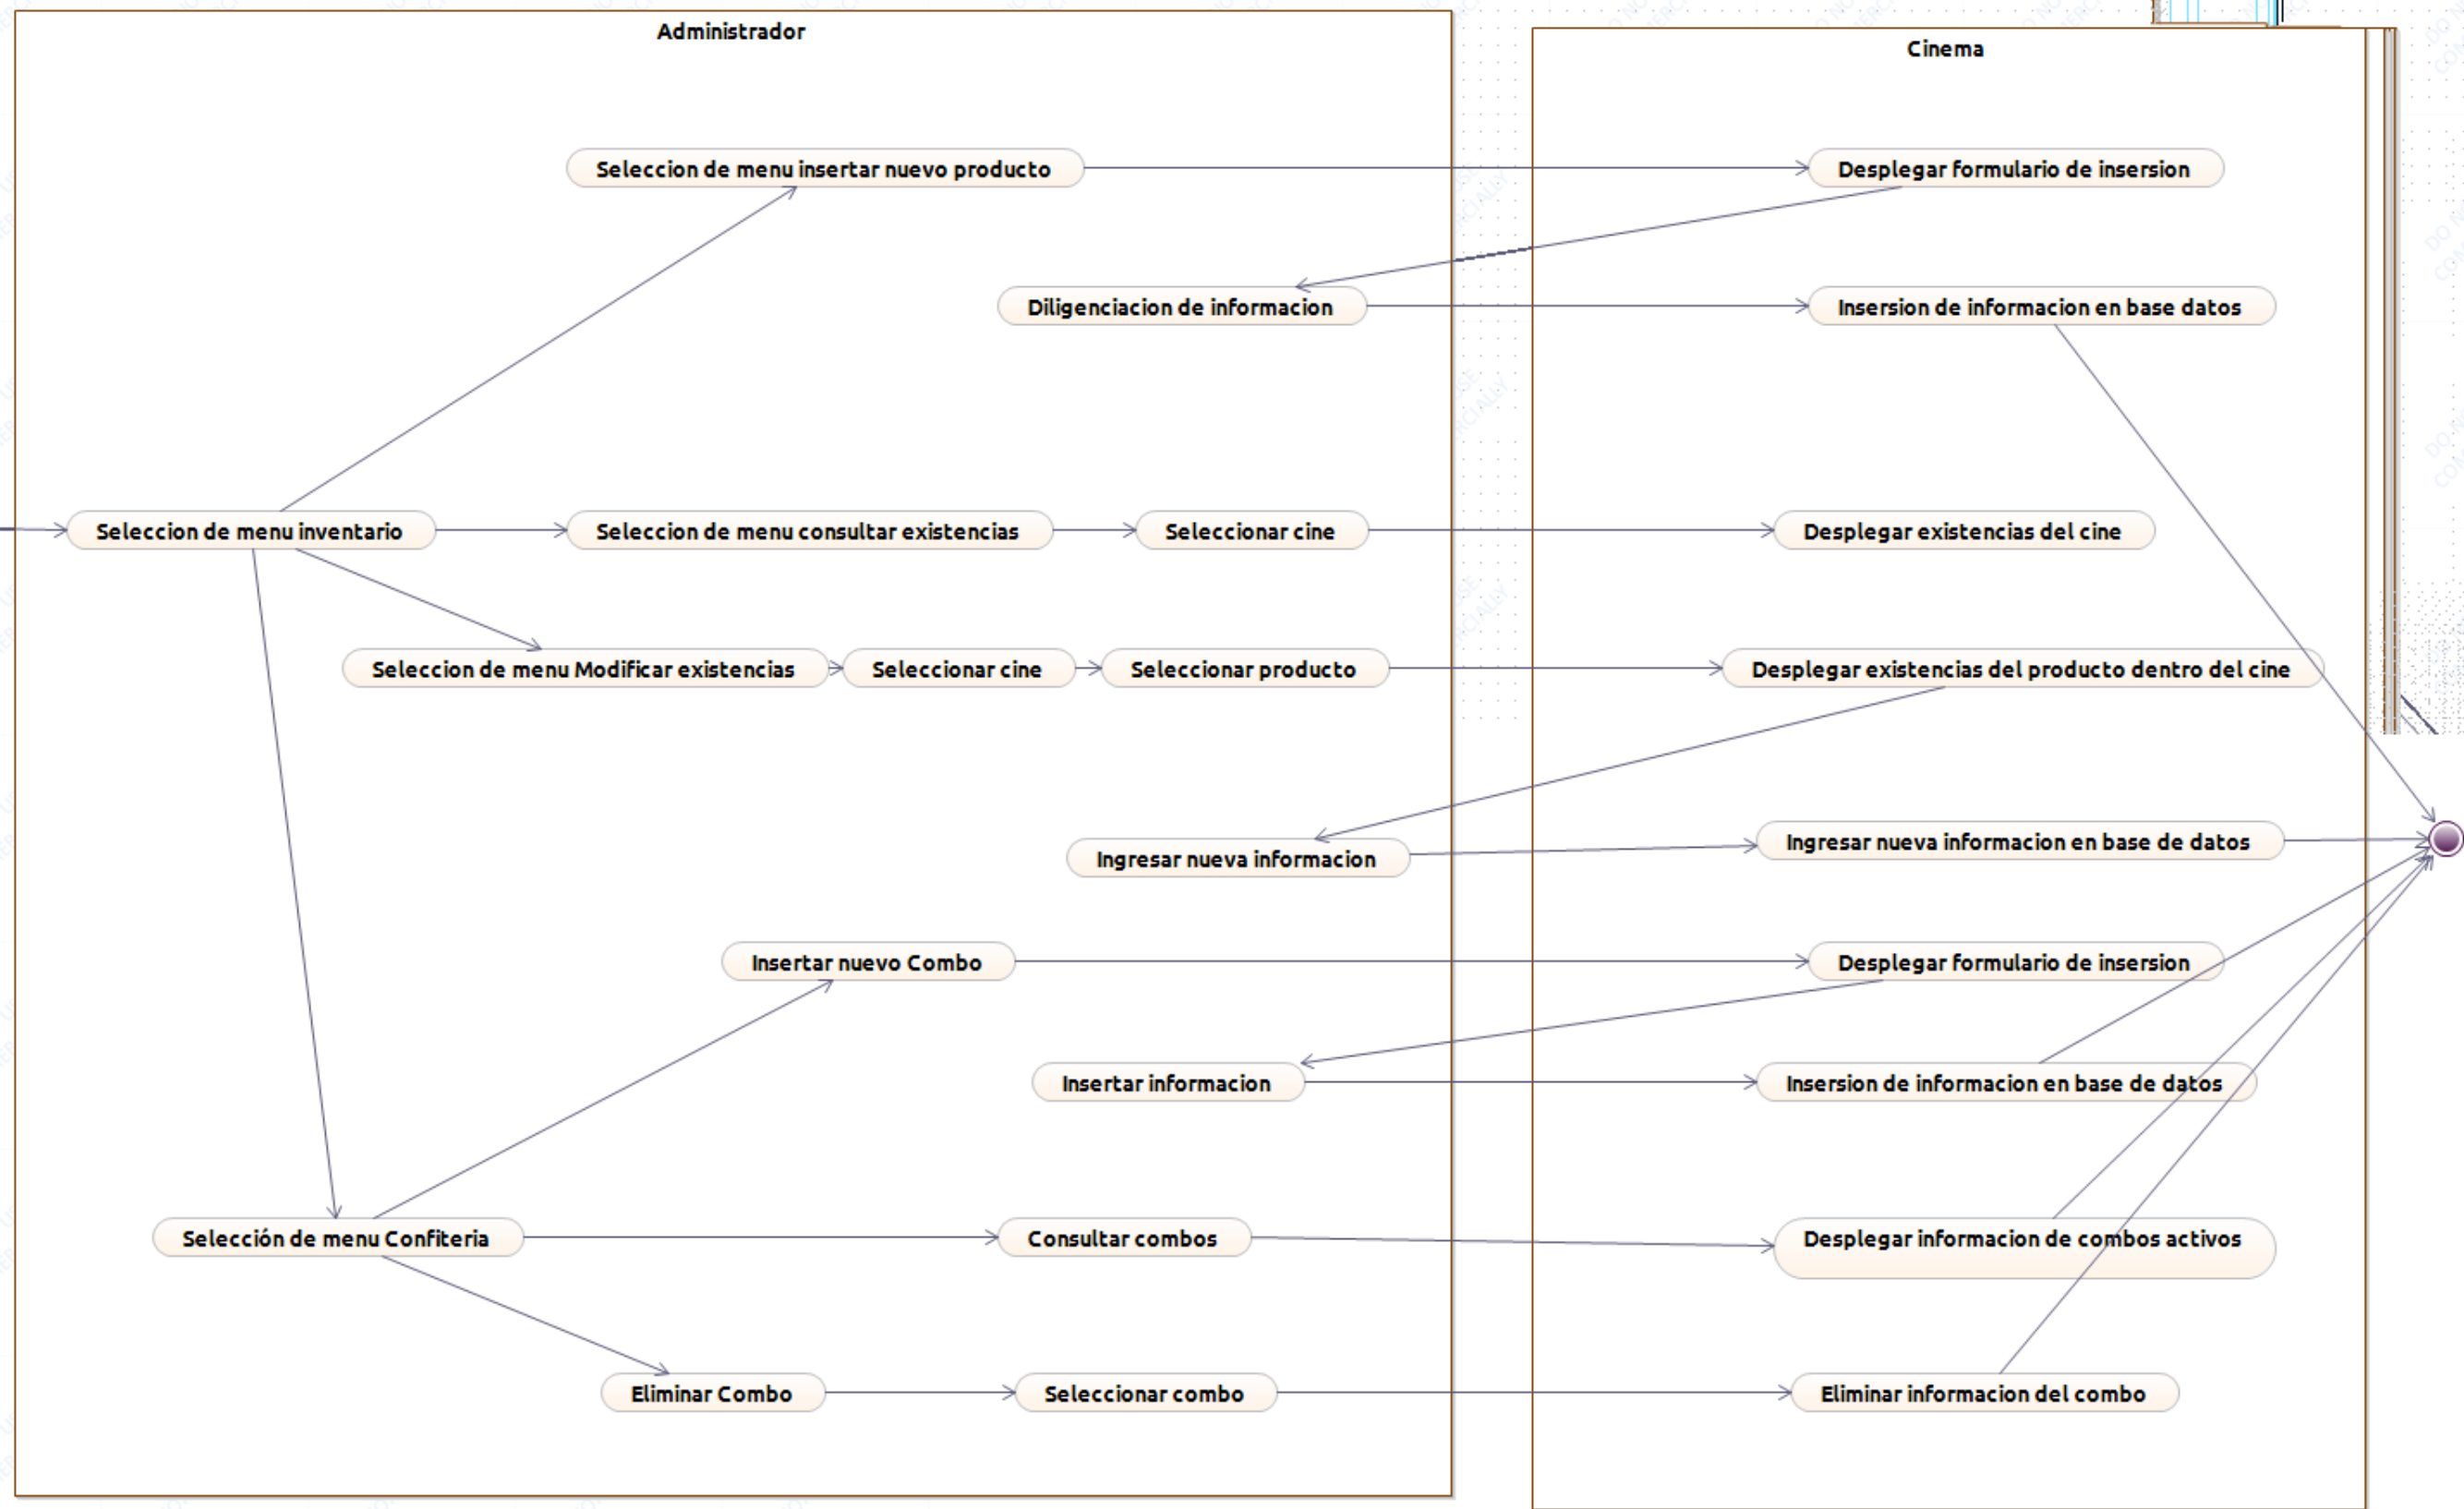 Administrador
Cinema
Seleccion de menu insertar nuevo producto
Desplegar formulario de insersion
Diligenciacion de informacion
Insersion de informacion en base datos
Seleccion de menu inventario
Seleccion de menu consultar existencias
Seleccionar cine
Desplegar existencias del cine
Seleccion de menu Modificar existencias
Seleccionar cine
Seleccionar producto
Desplegar existencias del producto dentro del cine
Ingresar nueva informacion
Ingresar nueva informacion en base de datos
Insertar nuevo Combo
Desplegar formulario de insersion
Insertar informacion
Insersion de informacion en base de datos
Selección de menu Confiteria
Consultar combos
Desplegar informacion de combos activos
Eliminar Combo
Seleccionar combo
Eliminar informacion del combo